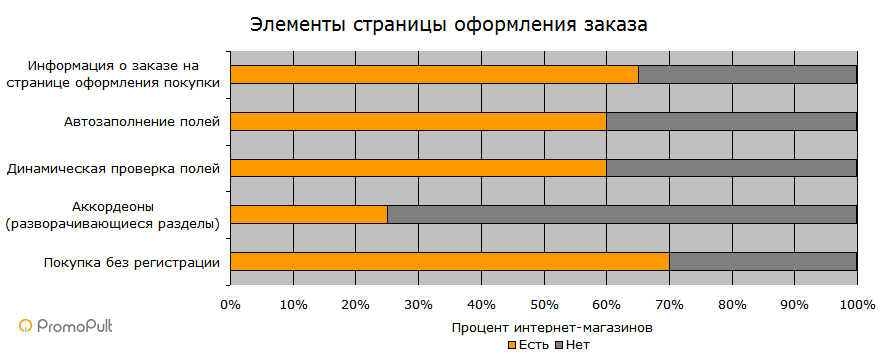 Элементы страницы оформления заказа
Информация о заказе на
странице оформления покупки
Автозаполнение полей
Динамическая проверка полей
Аккордеоны
(разворачивающиеся разделы)
Покупка без регистрации
0% 10% 20% 30% 40% 50% 60% 70% 80% 90% 100%
PromoPult
Процент интернет-магазинов
Есть Нет